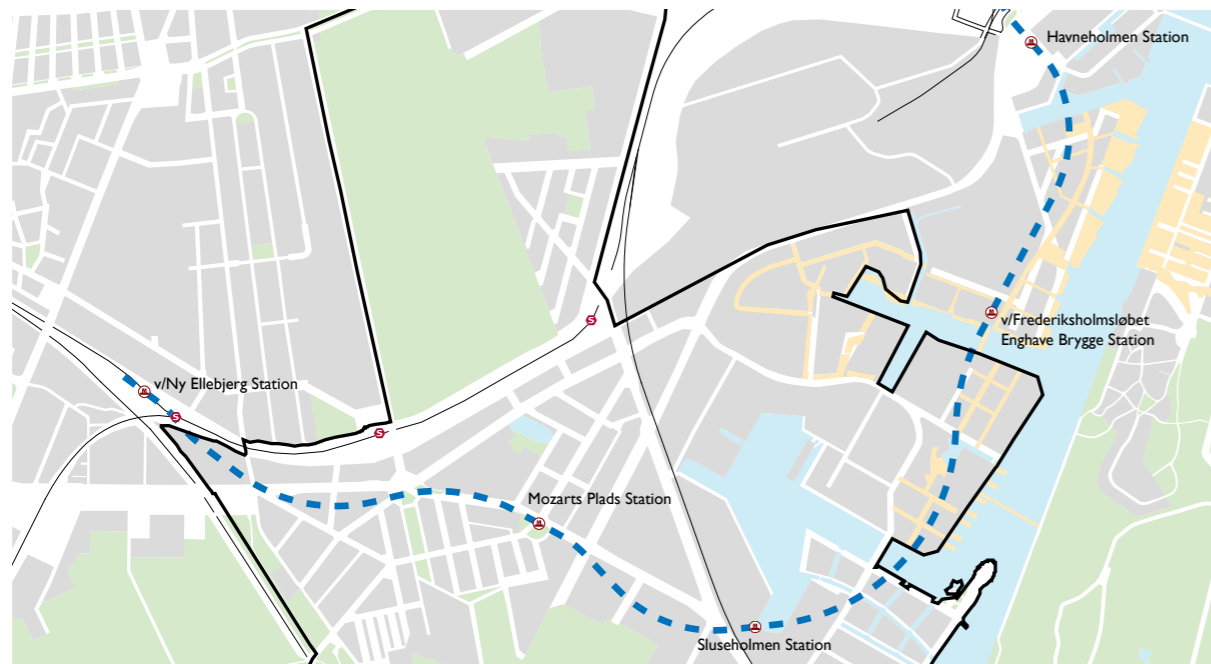 Havneholmen Station
v/Frederiksholmsløbet
Enghave Brygge Station
S
v/Ny Ellebjerg Station
S
S
Mozarts Plads Station
Sluseholmen Station